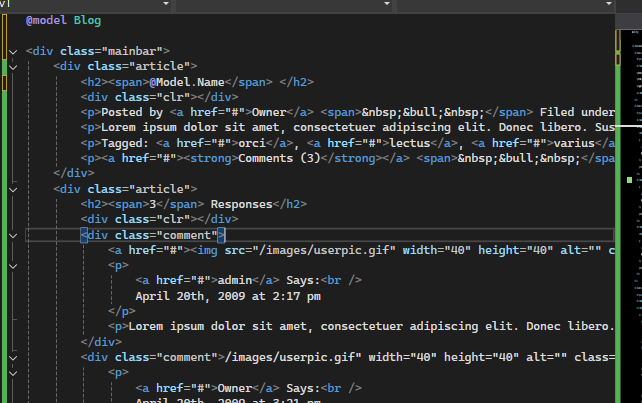 @model Blog
<div class="mainbar">
<div class="article">
<h2><span>@Model.Name</span> </h2>
<div class="clr"></div>
<p>Posted by <a href="#">Owner</a> <span>&nbsp;&bull;&nbsp;</span> Filed under
<p>Lorem ipsum dolor sit amet, consectetuer adipiscing elit. Donec libero. Sus
<p>Tagged: <a href="#">orci</a>, <a href="#">lectus</a>, <a href="#">varius</a
<p><a href="#"><strong>Comments (3)</strong></a> <span>&nbsp;&bull;&nbsp;</spa
</div>
<div class="article">
<h2><span>3</span> Responses</h2>
<div class="clr"></div>
<div class="comment">
<a href="#"><img src="/images/userpic.gif" width="40" height="40" alt="" c
<p>
<a href="#">admin</a> Says:<br />
April 20th, 2009 at 2:17 pm
</p>
<p>Lorem ipsum dolor sit amet, consectetuer adipiscing elit. Donec libero.
</div>
<div class="comment">/images/userpic.gif" width="40" height="40" alt="" class=
<p>
<a href="#">Owner</a> Says:<br />
April 20th, 2009 at 3:21 pm